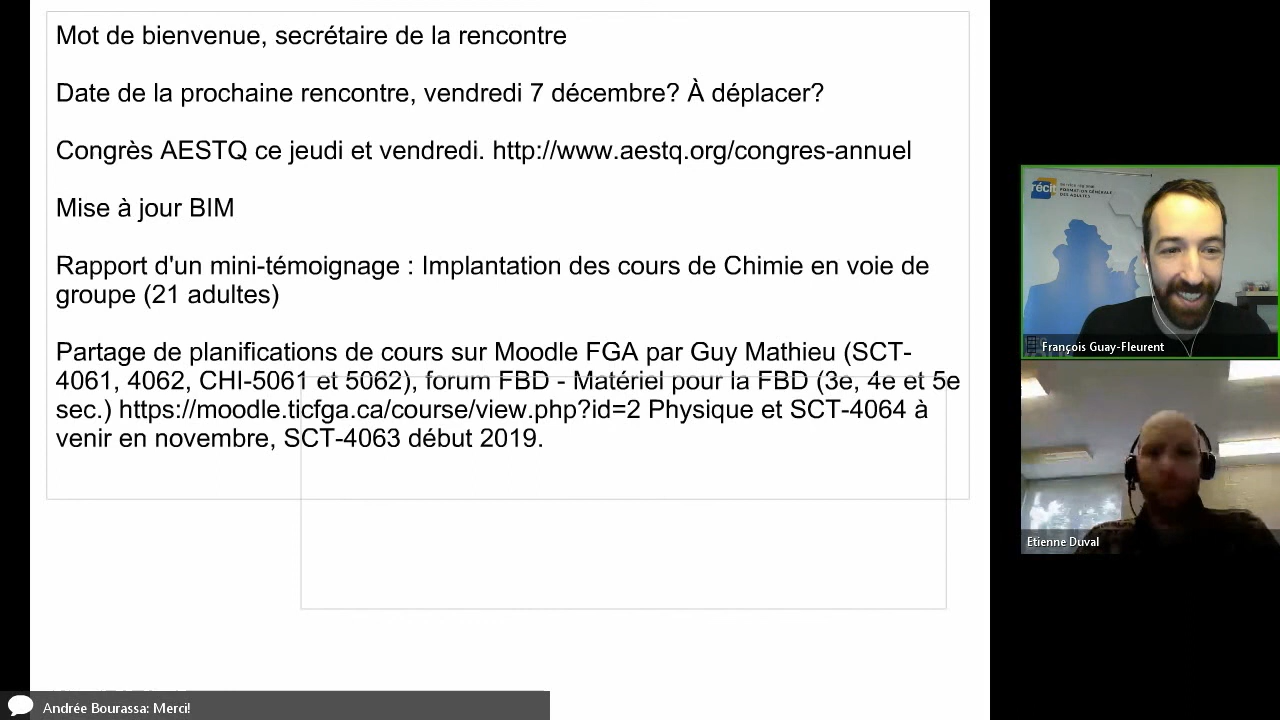 Mot de bienvenue, secrétaire de la rencontre
Date de la prochaine rencontre, vendredi 7 décembre? À déplacer?
Congrès AESTQ ce jeudi et vendredi. http://www.aestq.org/congres-annuel
Mise à jour BIM
Rapport d'un mini-témoignage : Implantation des cours de Chimie en voie de
groupe (21 adultes)
Partage de planifications de cours sur Moodle FGA par Guy Mathieu (SCT-
4061, 4062, CHI-5061 et 5062), forum FBD - Matériel pour la FBD (3e, 4e et 5e
sec.) https://moodle.ticfga.ca/course/view.php?id=2 Physique et SCT-4064 à
venir en novembre, SCT-4063 début 2019.
récit
FORMATION GÉNÉRALE
DES ADULTES
François Guay-Fleurent
Etienne Duval
Andrée Bourassa: Merci!